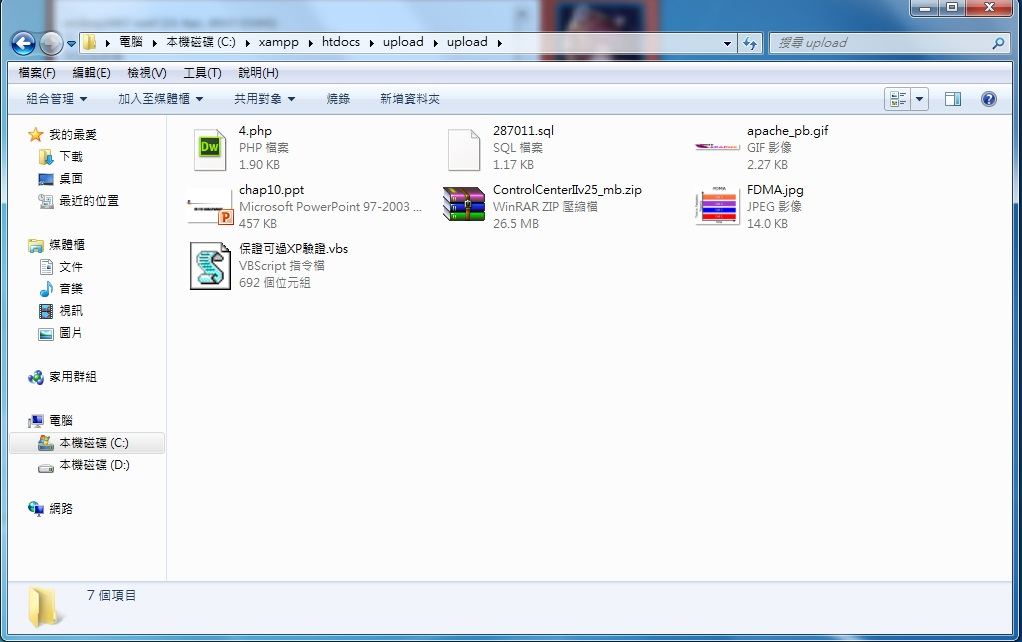 電腦 本機磁碟 (C:) xampp htdocs upload upload
搜尋 upload
檔案(F) 編輯(E) 檢視(V) 工具(T) 說明(H)
組合管理 加入至媒體櫃 共用對象 燒錄 新增資料夾
我的最愛
下載
桌面
最近的位置
媒體櫃
文件
音樂
視訊
圖片
家用群組
電腦
本機磁碟 (C:)
本機磁碟 (D:)
網路
Dw
4.php
PHP 檔案
1.90 KB
287011.sql
SQL 檔案
1.17 KB
apache_pb.gif
GIF 影像
2.27 KB
chap10.ppt
Microsoft PowerPoint 97-2003 ...
457 KB
ControlCenterIIv25_mb.zip
WinRAR ZIP 壓縮檔
26.5 MB
FDMA.jpg
JPEG 影像
14.0 KB
保證可過XP驗證.vbs
VBScript 指令檔
692 個位元組
7 個項目